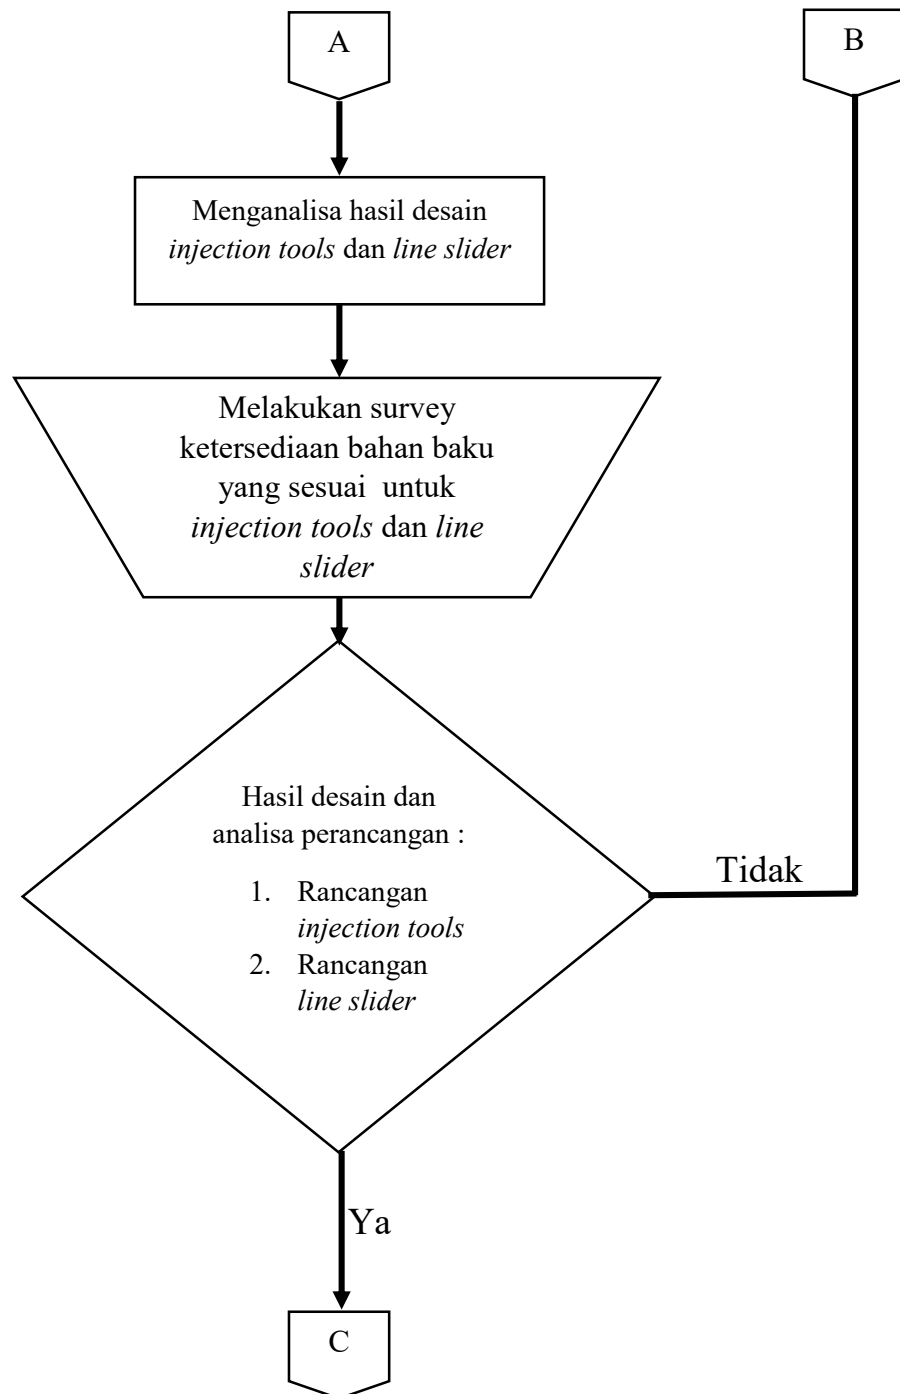 A
B
Menganalisa hasil desain
injection tools dan line slider
Melakukan survey
ketersediaan bahan baku
yang sesuai  untuk
injection tools dan line
slider
Hasil desain dan
analisa perancangan :
1. Rancangan
injection tools
2. Rancangan
line slider
Tidak
Ya
C